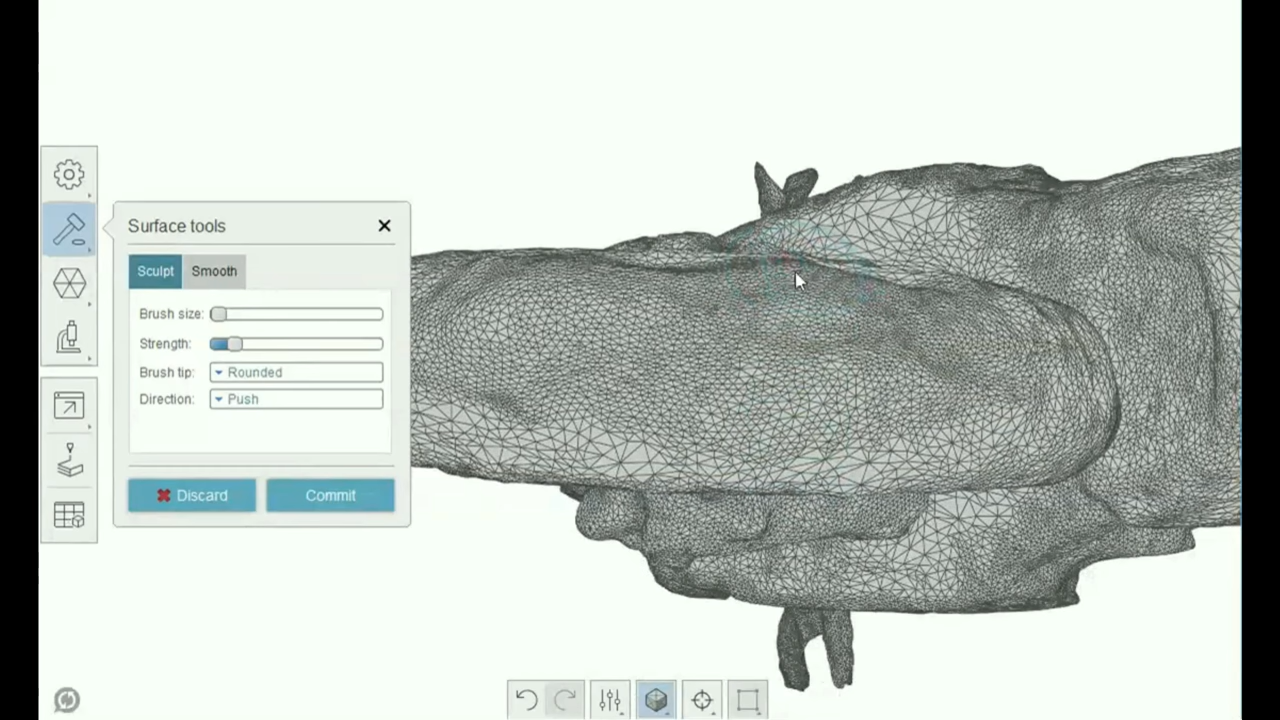 Surface tools
Sculpt Smooth
Brush size:
Strength:
Brush tip: Rounded
Direction: Push
Discard Commit